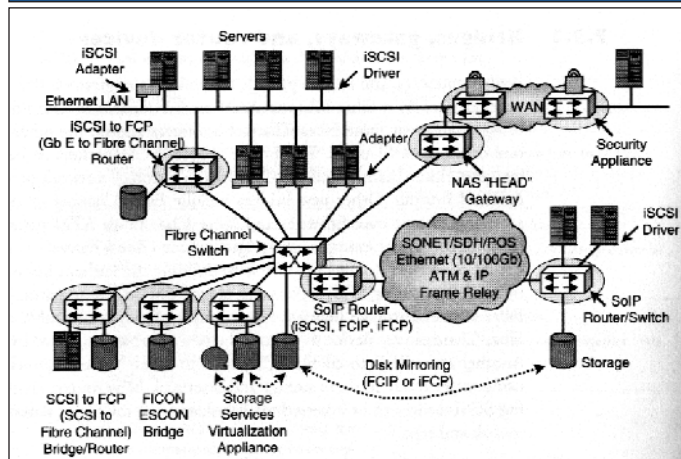 Servers
iSCSI
Adapter
iSCSI
Driver
Ethernet LAN
WAN
iSCSI to FCP
(Gb E to Fibre Channel)
Router
Adapter
Security
Appliance
NAS "HEAD"
Gateway
Fibre Channel
Switch
SONET/SDH/POS
Ethernet (10/100Gb)
ATM & IP
Frame Relay
iSCSI
Driver
SoIP Router
(iSCSI, FCIP, iFCP)
SoIP
Router/Switch
Disk Mirroring
(FCIP or iFCP)
Storage
SCSI to FCP
(SCSI to
Fibre Channel)
Bridge/Router
FICON
ESCON
Bridge
Storage
Services
Virtualization
Appliance